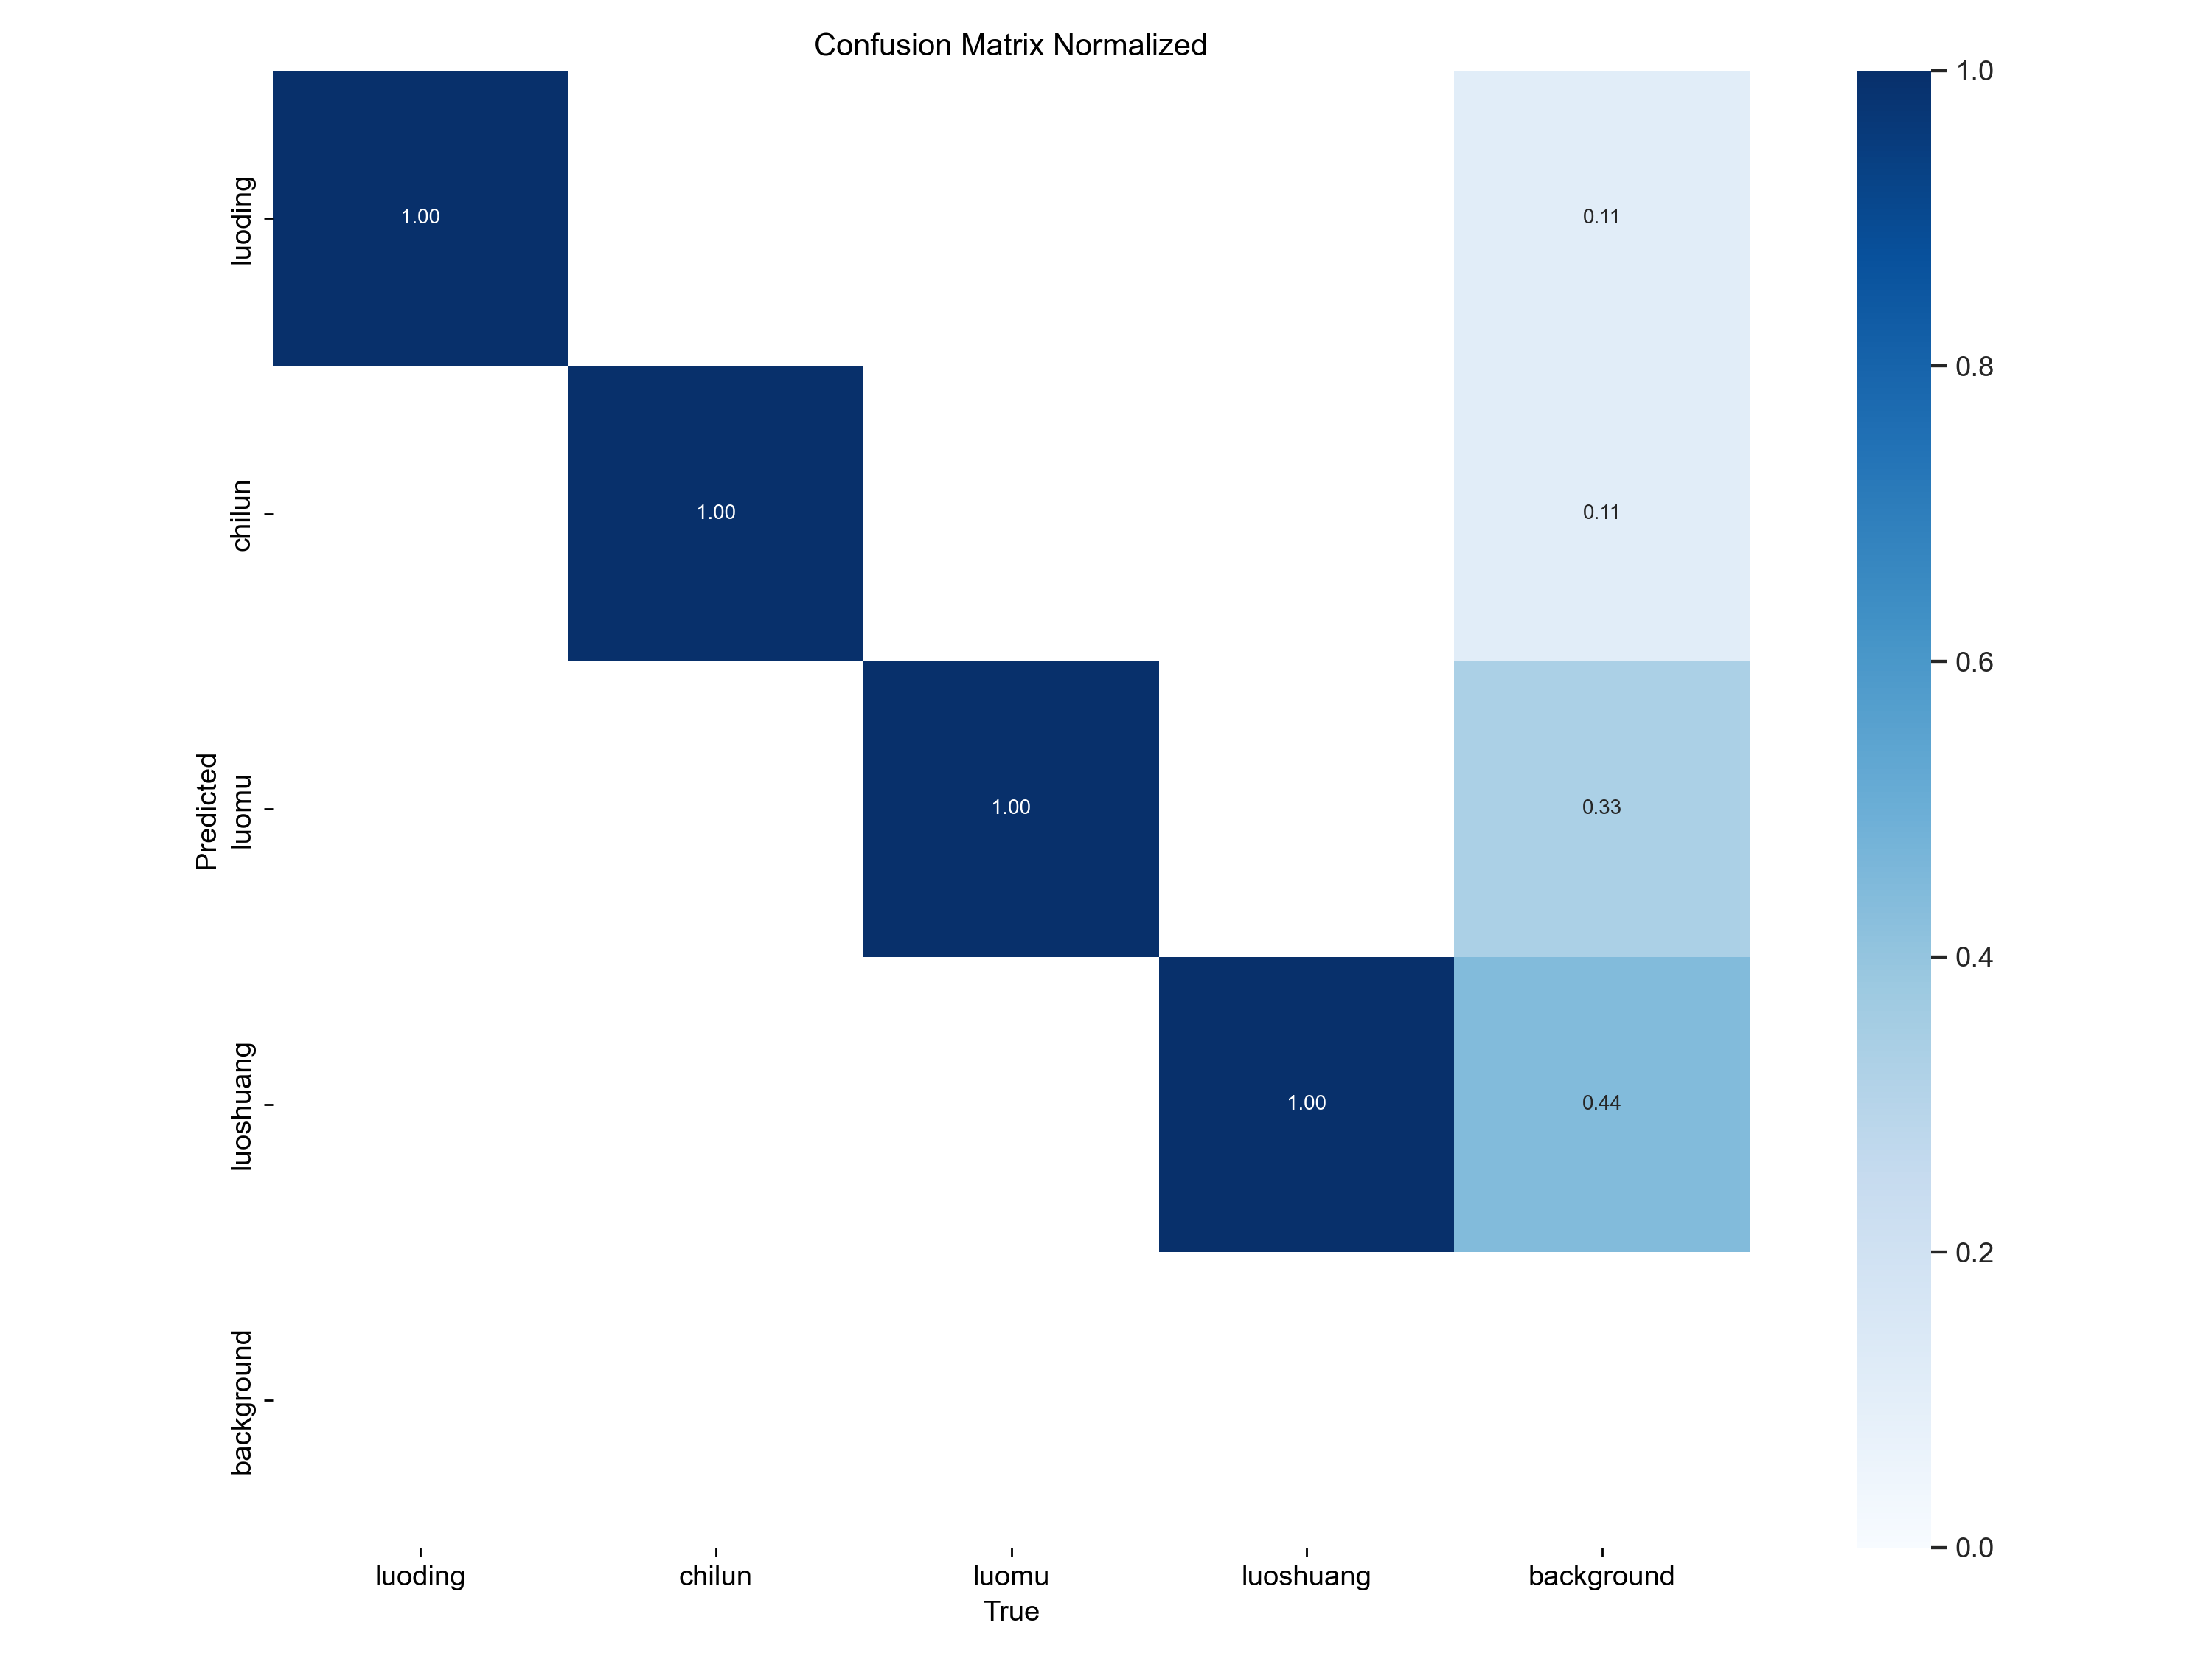 Confusion Matrix Normalized
luoding
1.00
0.11
chilun
1.00
0.11
Predicted
luomu
1.00
0.33
luoshuang
1.00
0.44
background
luoding
chilun
luomu
luoshuang
background
True
1.0
0.8
0.6
0.4
0.2
0.0